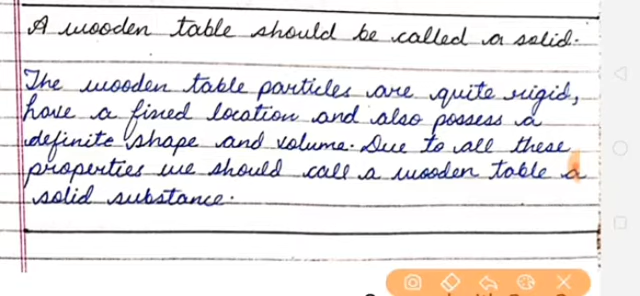 A wooden table should be called a solid.
The wooden table particles are quite rigid,
have a fixed location and also possess a
definite shape and volume. Due to all these
properties we should call a wooden table a
solid substance.